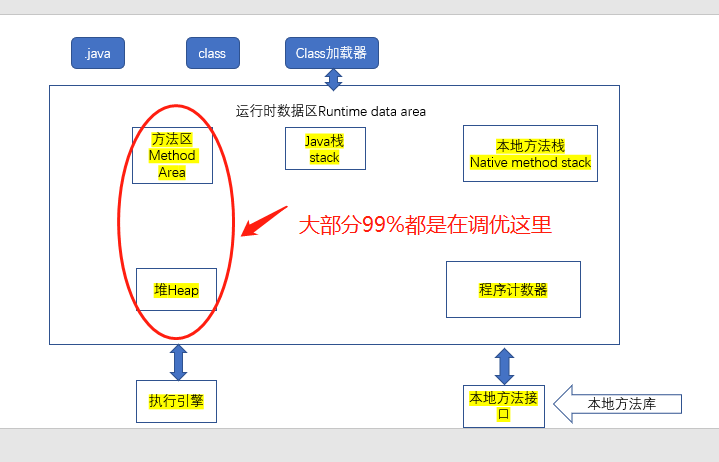 .java
class
Class加载器
运行时数据区Runtime data area
方法区
Method
Area
Java栈
stack
本地方法栈
Native method stack
大部分99%都是在调优这里
堆Heap
程序计数器
执行引擎
本地方法接
口
本地方法库